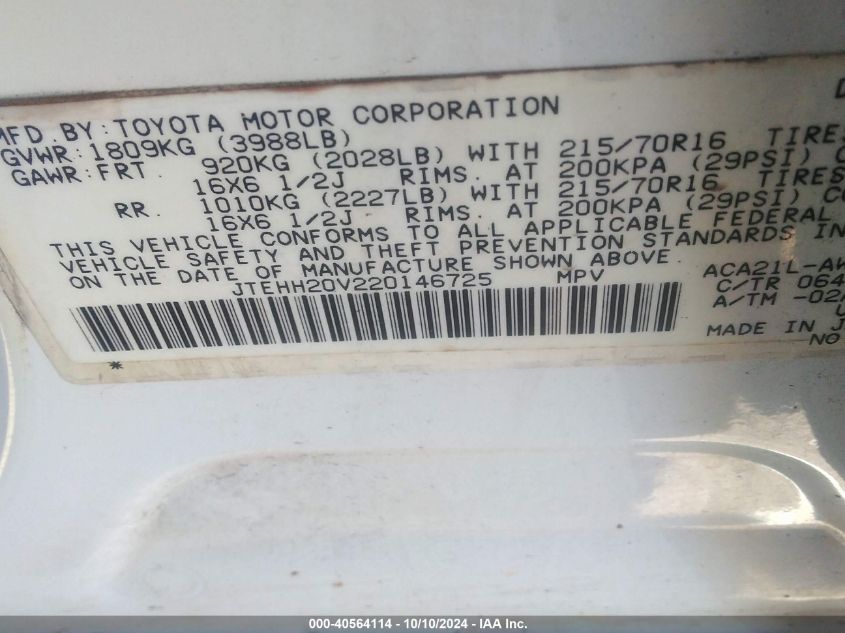 MFD. BY: TOYOTA MOTOR CORPORATION
GVWR: 1809KG (3988LB)
GAWR: FRT. 920KG (2028LB) WITH 215/70R16 TIRES
16X6 1/2J RIMS. AT 200KPA (29PSI)
RR. 1010KG (2227LB) WITH 215/70R16 TIRES
16X6 1/2J RIMS. AT 200KPA (29PSI)
THIS VEHICLE CONFORMS TO ALL APPLICABLE FEDERAL
VEHICLE SAFETY AND THEFT PREVENTION STANDARDS IN
ON THE DATE OF MANUFACTURE SHOWN ABOVE.
JTEHH20V220146725 MPV
ACA21L-AW
C/TR 064
A/TM -02A
MADE IN J
NO
*
000-40564114 - 10/10/2024 - IAA Inc.